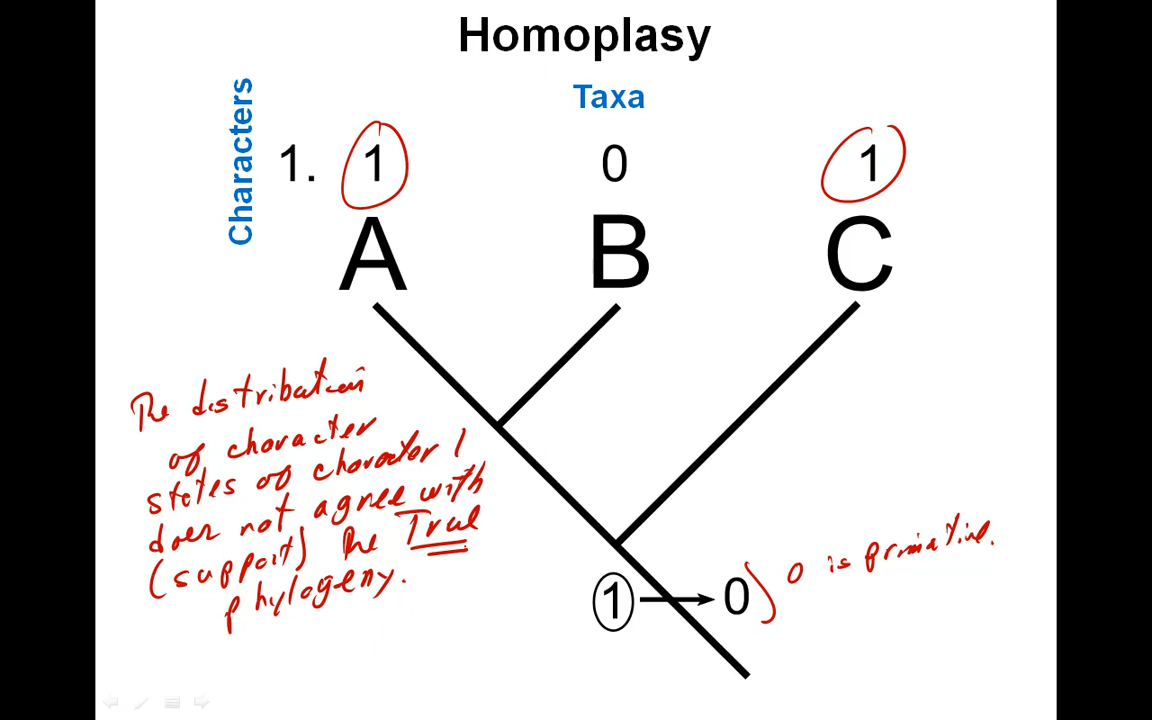 Homoplasy
Taxa
Characters
1. 1 0 1
A B C
The distribution
of character
states of character 1
does not agree with
(support) the True
phylogeny.
1 → 0) 0 is primative.